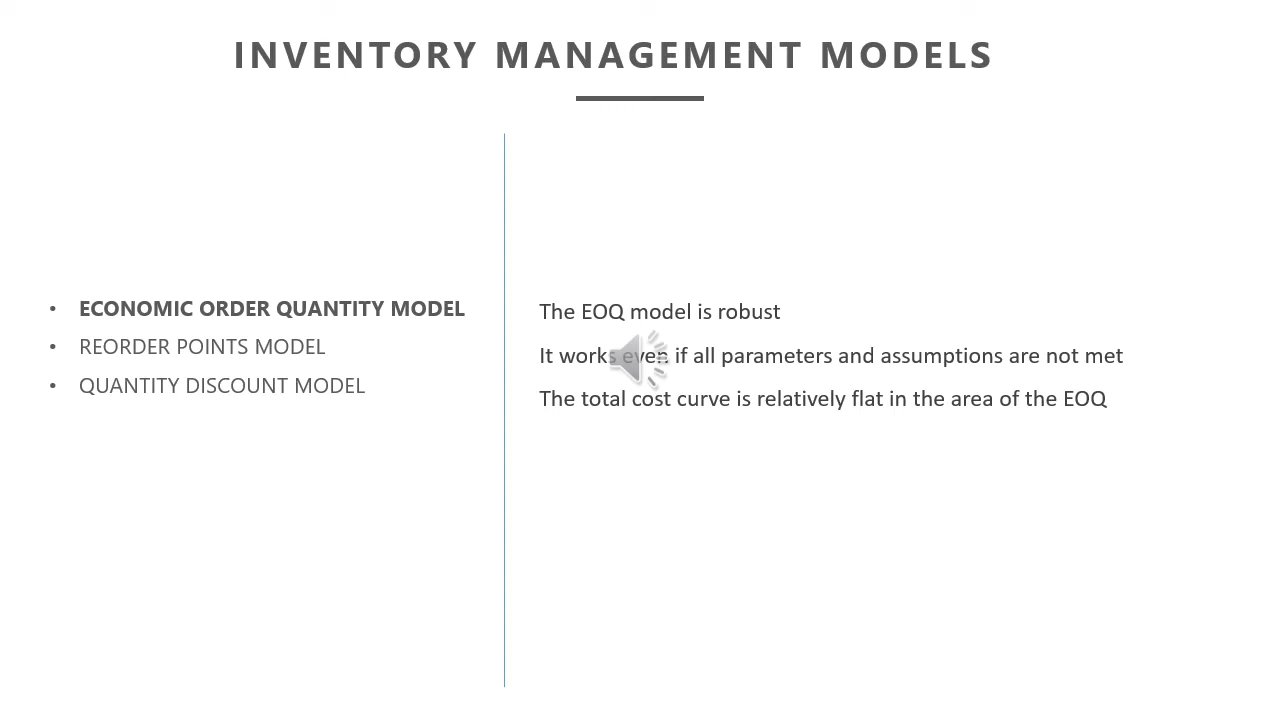 INVENTORY MANAGEMENT MODELS
• ECONOMIC ORDER QUANTITY MODEL
• REORDER POINTS MODEL
• QUANTITY DISCOUNT MODEL
The EOQ model is robust
It works even if all parameters and assumptions are not met
The total cost curve is relatively flat in the area of the EOQ